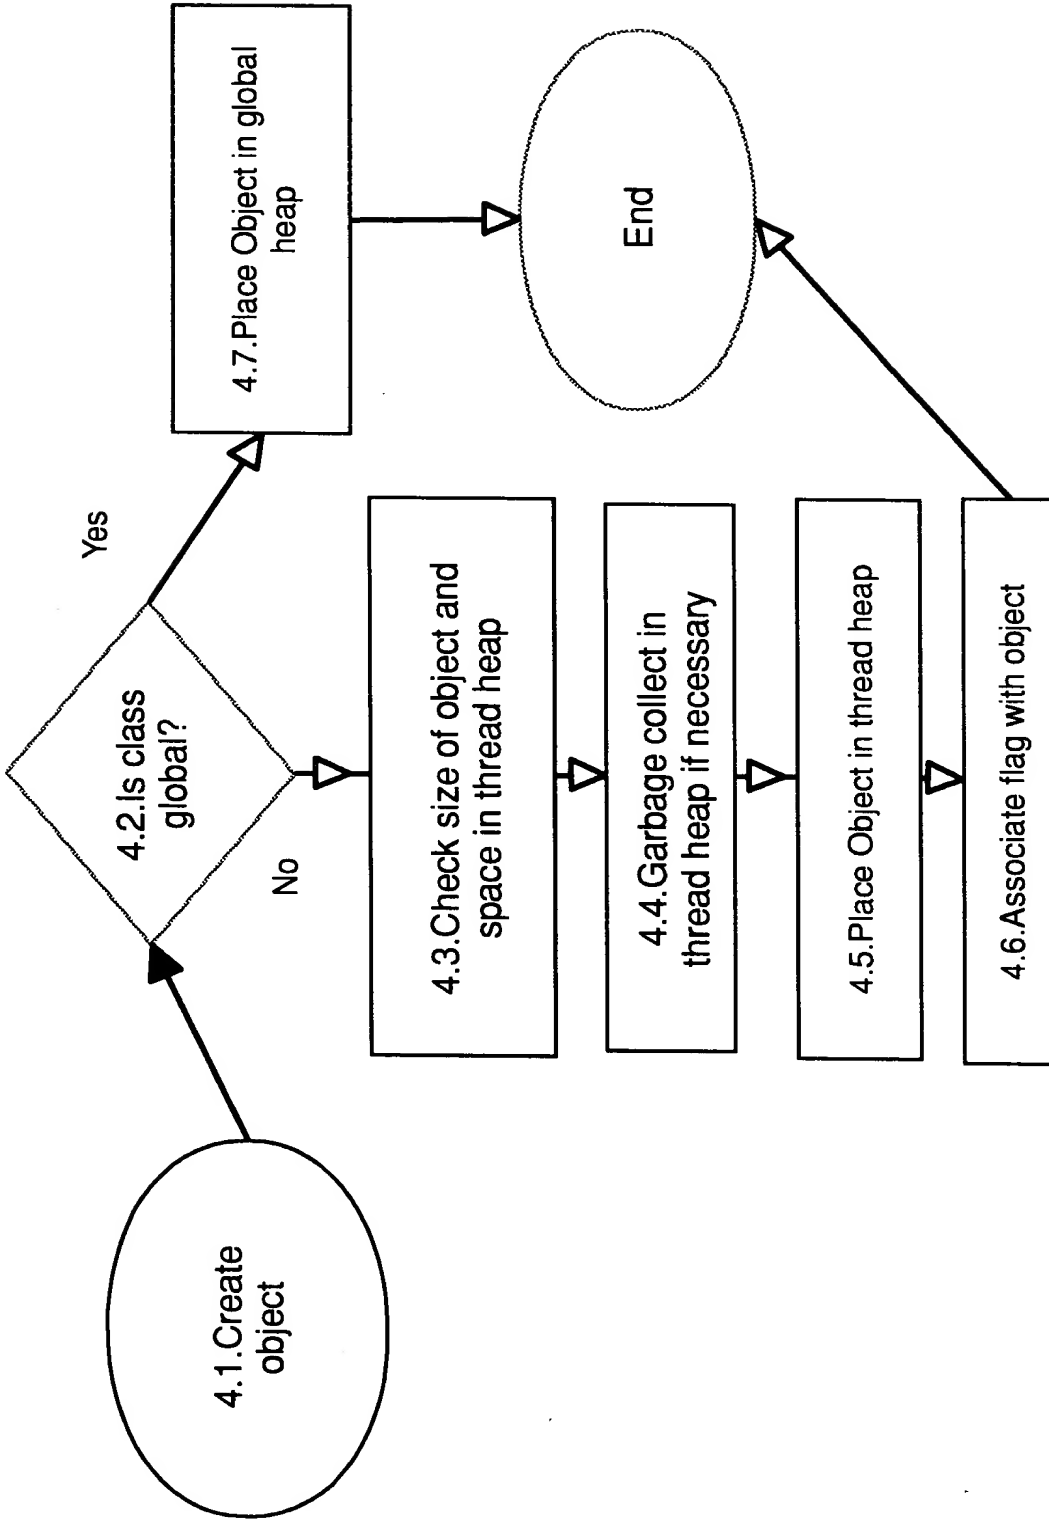 4.1.Create
object
4.2.Is class
global?
Yes
No
4.7.Place Object in global
heap
4.3.Check size of object and
space in thread heap
4.4.Garbage collect in
thread heap if necessary
4.5.Place Object in thread heap
4.6.Associate flag with object
End